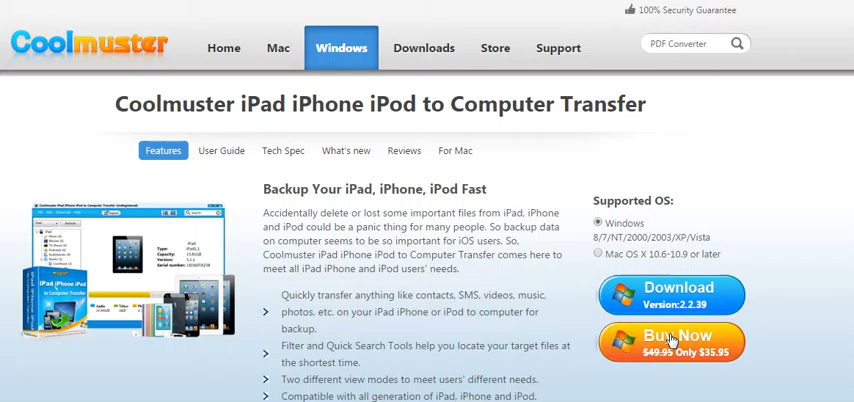 100% Security Guarantee
Coolmuster
Home
Mac
Windows
Downloads
Store
Support
PDF Converter
Coolmuster iPad iPhone iPod to Computer Transfer
Features
User Guide
Tech Spec
What's new
Reviews
For Mac
Backup Your iPad, iPhone, iPod Fast
Accidentally delete or lost some important files from iPad, iPhone
and iPod could be a panic thing for many people. So backup data
on computer seems to be so important for iOS users. So,
Coolmuster iPad iPhone iPod to Computer Transfer comes here to
meet all iPad iPhone and iPod users' needs.
Quickly transfer anything like contacts, SMS, videos, music,
photos, etc. on your iPad iPhone or iPod to computer for
backup.
Filter and Quick Search Tools help you locate your target files at
the shortest time.
Two different view modes to meet users' different needs.
Compatible with all generation of iPad, iPhone and iPod.
Supported OS:
Windows
8/7/NT/2000/2003/XP/Vista
Mac OS X 10.6-10.9 or later
Download
Version:2.2.39
Buy Now
$49.95 Only $35.95
iPad iPhone iPod
to Computer Transfer